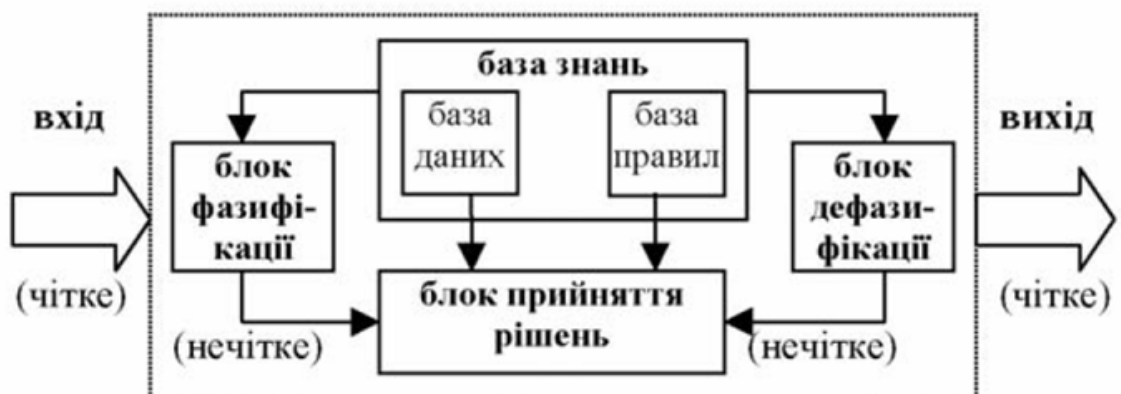 база знань
вхід
база
даних
база
правил
вихід
блок
фазифі-
кації
блок
дефази-
фікації
(чітке)
блок прийняття
рішень
(чітке)
(нечітке)
(нечітке)